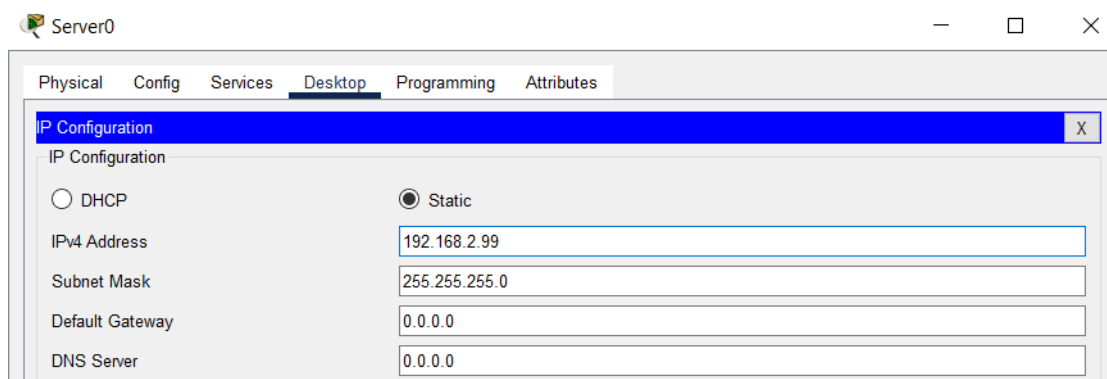 Server0
Physical Config Services Desktop Programming Attributes
IP Configuration X
IP Configuration
DHCP Static
IPv4 Address 192.168.2.99
Subnet Mask 255.255.255.0
Default Gateway 0.0.0.0
DNS Server 0.0.0.0